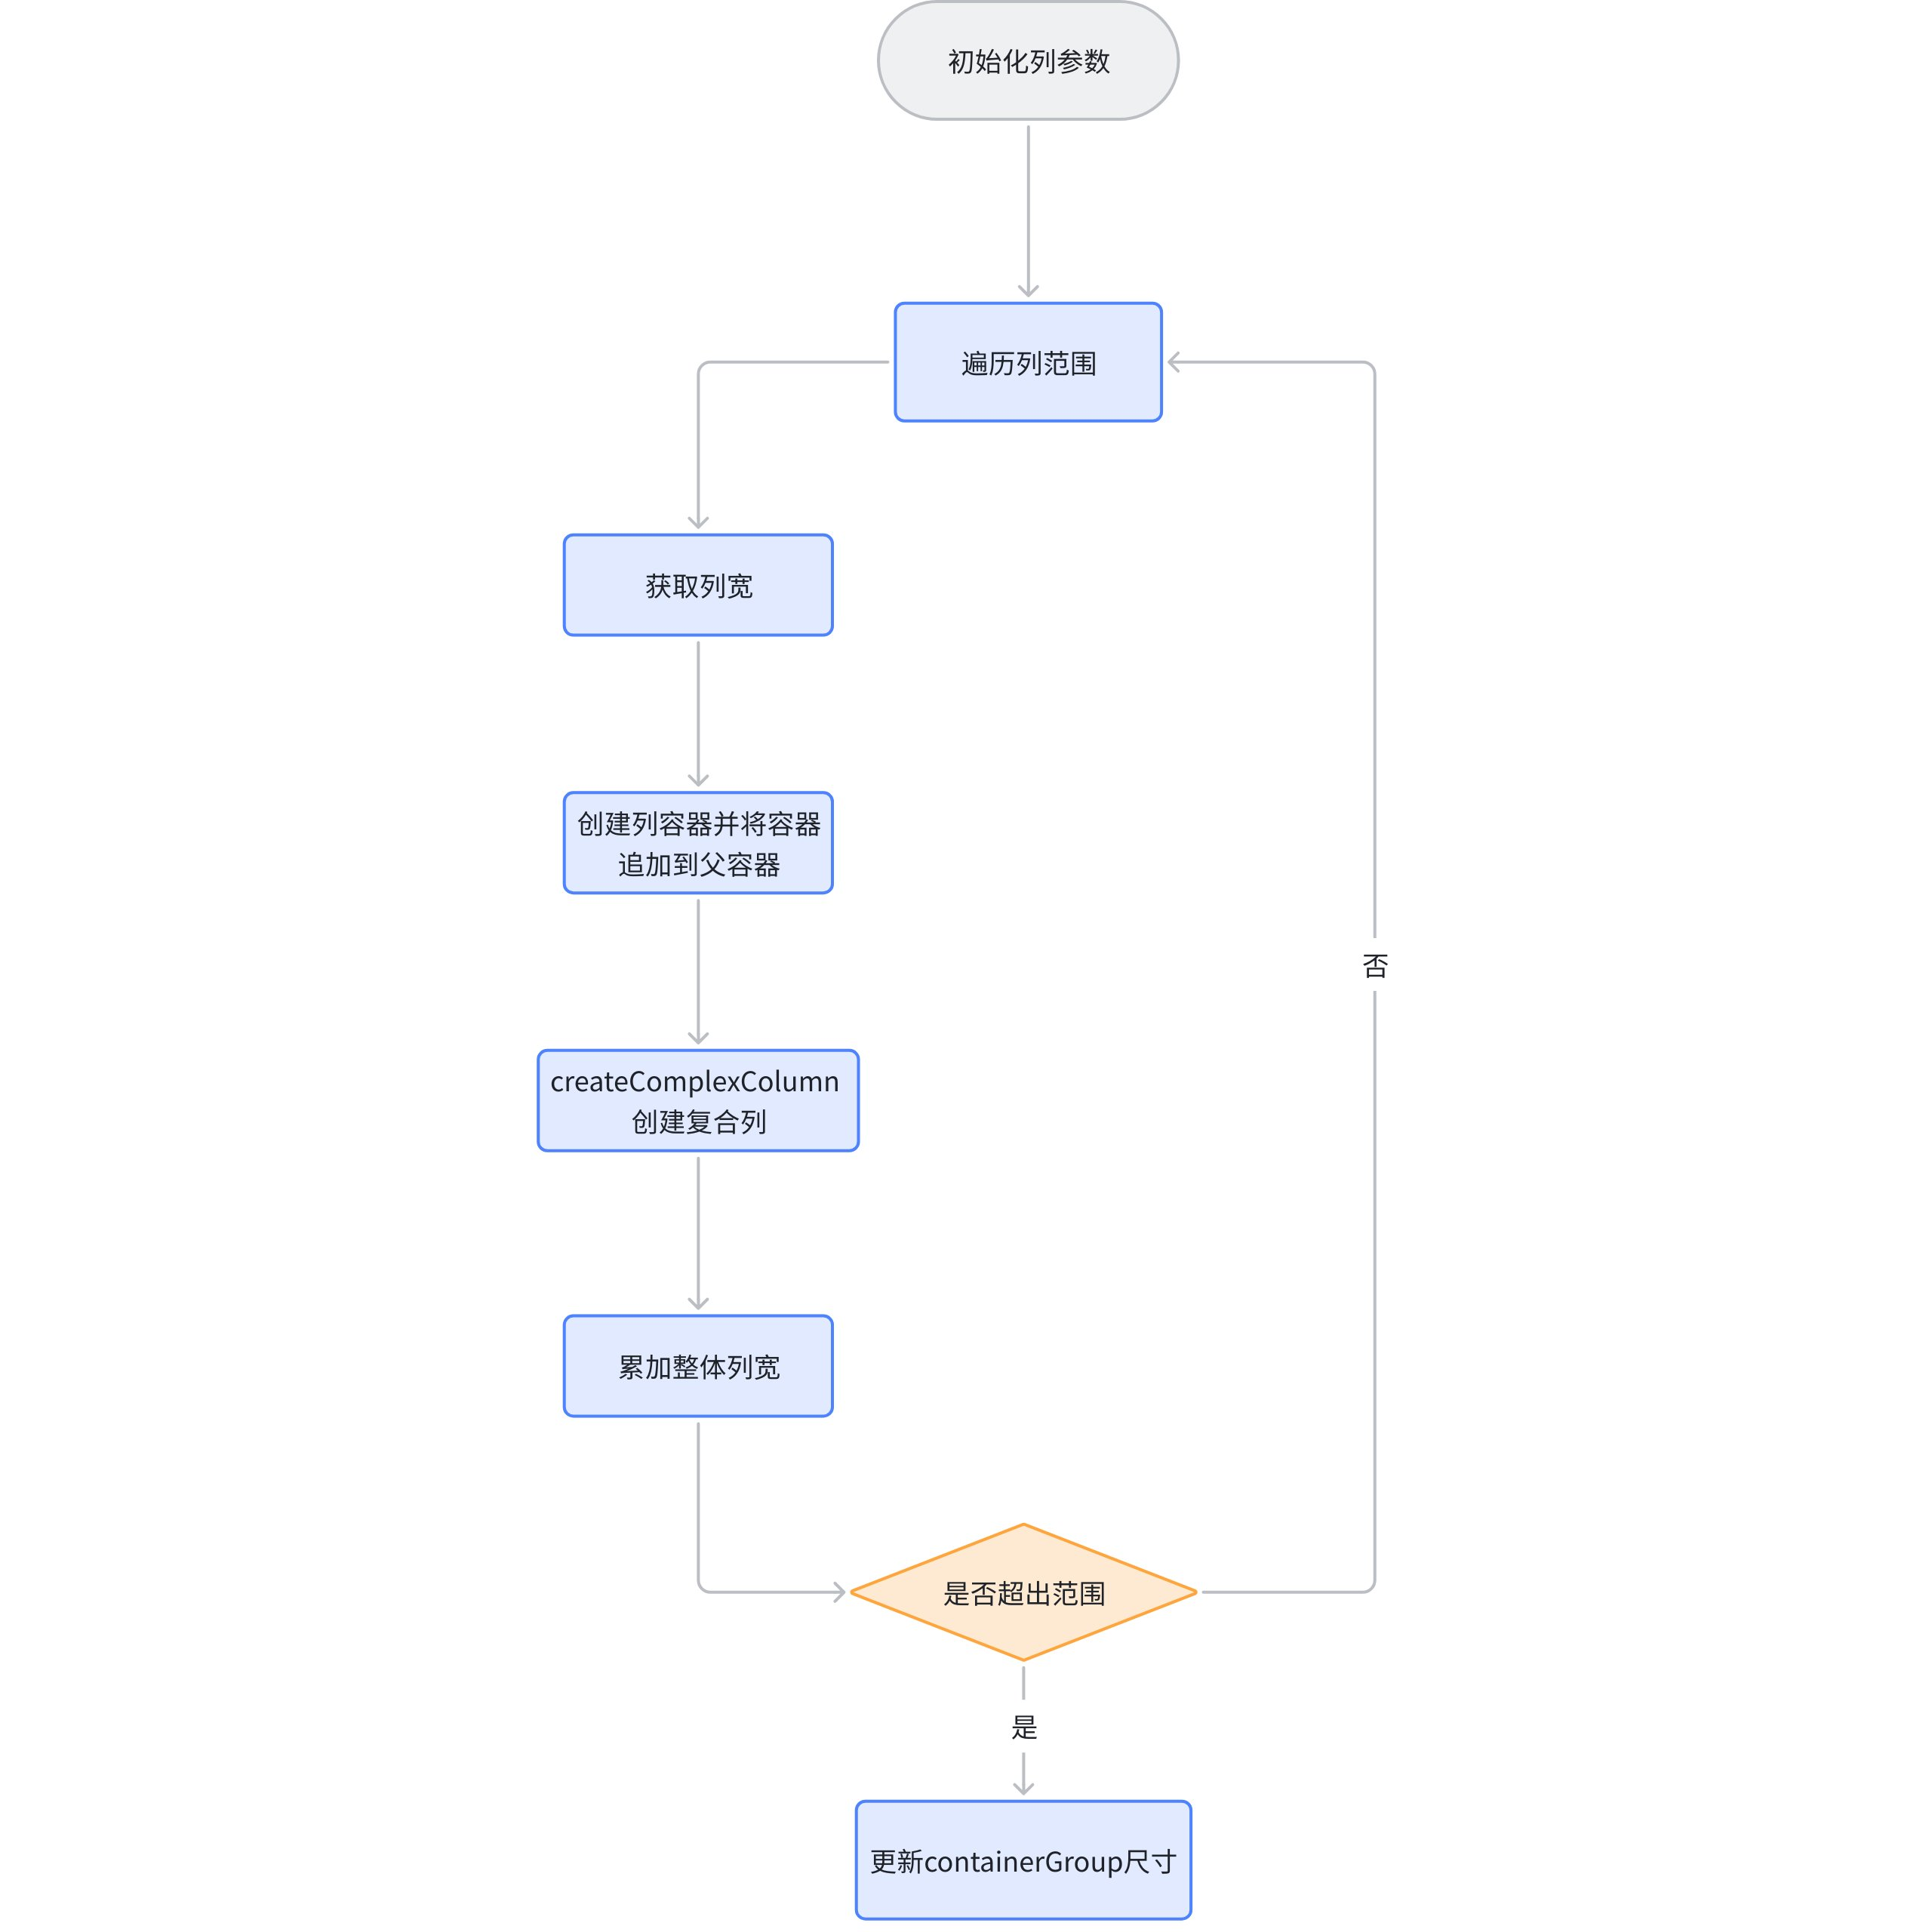 初始化列参数
遍历列范围
获取列宽
创建列容器并将容器
追加到父容器
否
createComplexColumn
创建复合列
累加整体列宽
是否超出范围
是
更新containerGroup尺寸